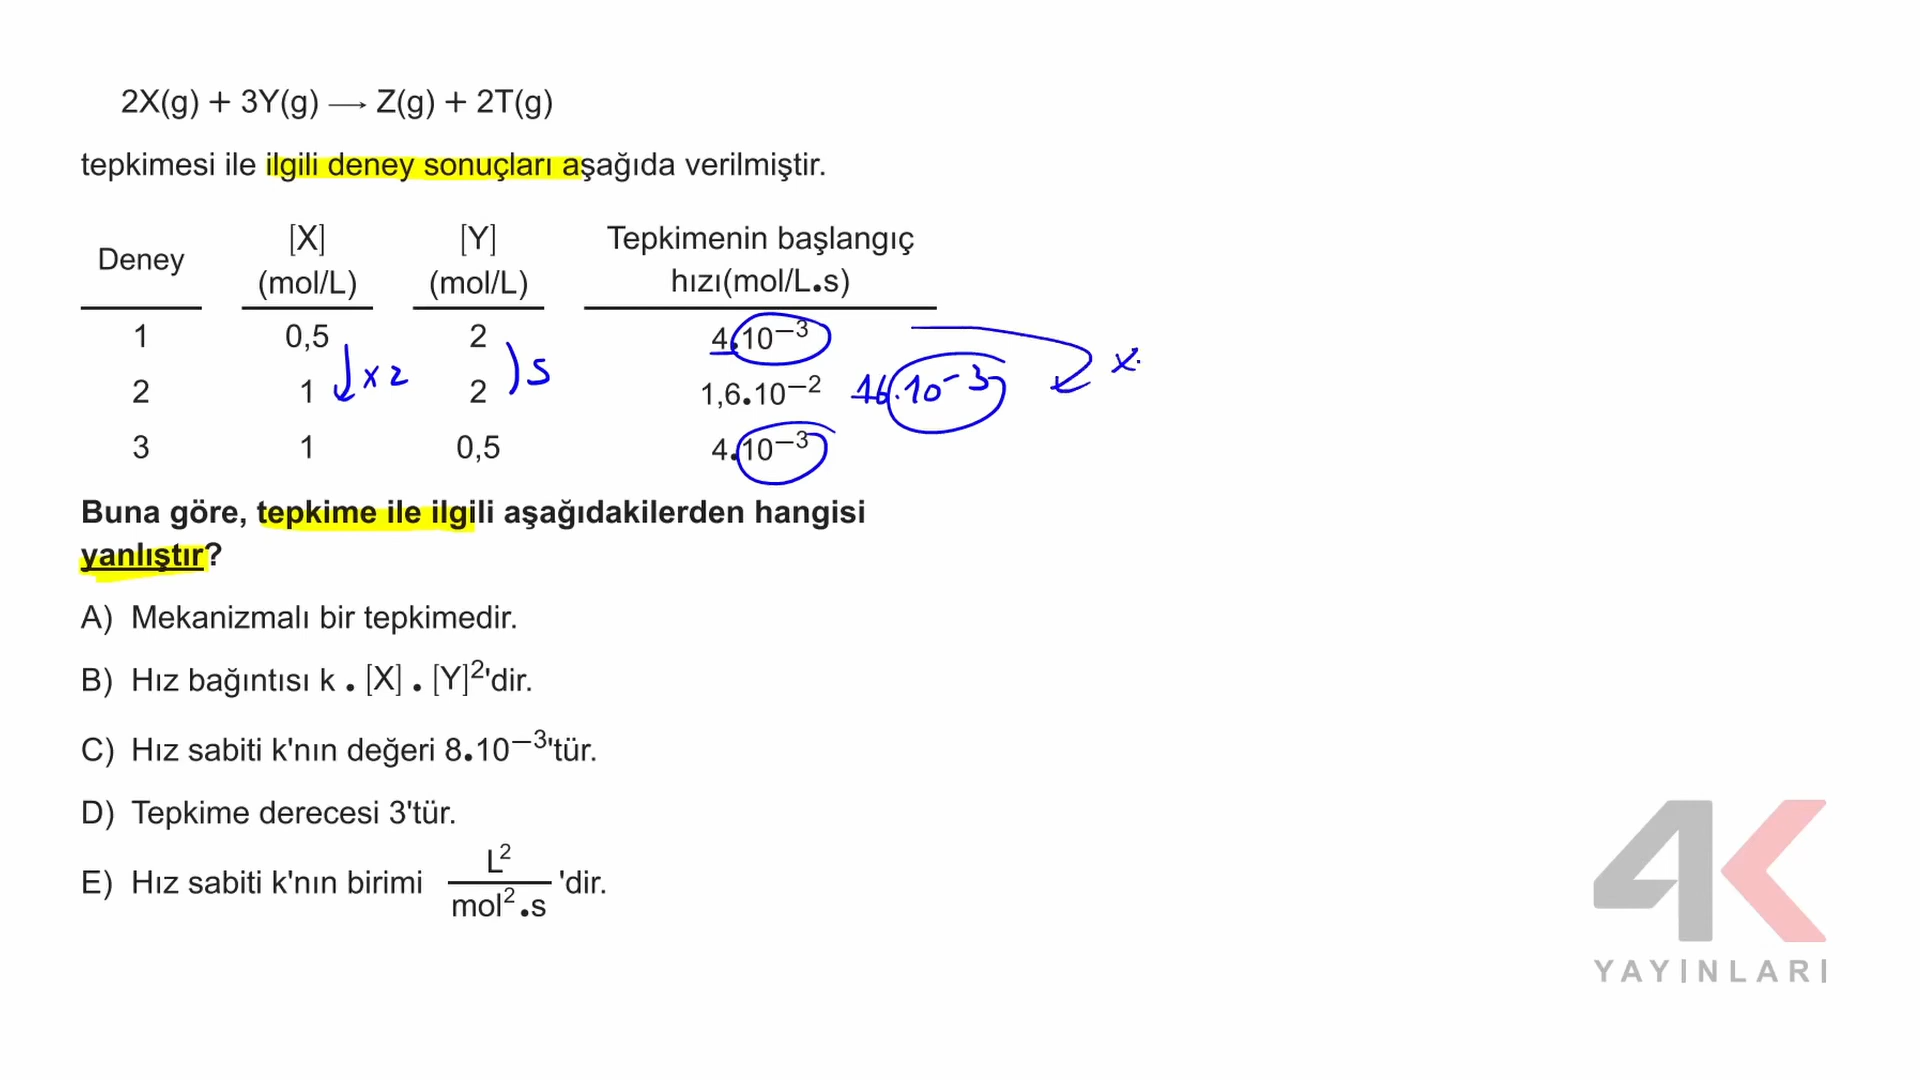 2X(g) + 3Y(g) ⟶ Z(g) + 2T(g)
tepkimesi ile ilgili deney sonuçları aşağıda verilmiştir.
Deney [X] (mol/L) [Y] (mol/L) Tepkimenin başlangıç hızı(mol/L.s)
1 0,5 2 4.10⁻³
x2 ) s x.
2 1 2 1,6.10⁻² 16.10⁻³
3 1 0,5 4.10⁻³
Buna göre, tepkime ile ilgili aşağıdakilerden hangisi
yanlıştır?
A) Mekanizmalı bir tepkimedir.
B) Hız bağıntısı k . [X] . [Y]²'dir.
C) Hız sabiti k'nın değeri 8.10⁻³'tür.
D) Tepkime derecesi 3'tür.
E) Hız sabiti k'nın birimi L²/mol².s 'dir.
4K
YAYINLARI